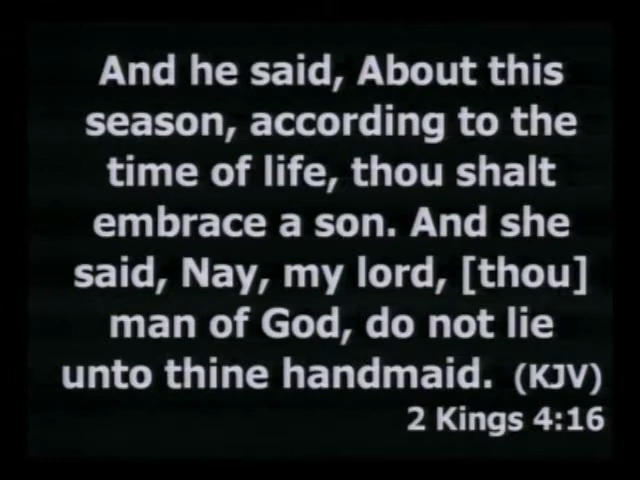 And he said, About this
season, according to the
time of life, thou shalt
embrace a son. And she
said, Nay, my lord, [thou]
man of God, do not lie
unto thine handmaid. (KJV)
2 Kings 4:16